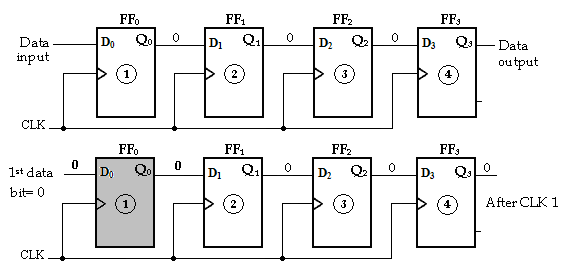 FF₀ FF₁ FF₂ FF₃
Data input
D₀ Q₀ 0 D₁ Q₁ 0 D₂ Q₂ 0 D₃ Q₃
Data output
1 2 3 4
CLK
FF₀ FF₁ FF₂ FF₃
1st data bit= 0
0 D₀ Q₀ 0 D₁ Q₁ 0 D₂ Q₂ 0 D₃ Q₃ 0
1 2 3 4
After CLK 1
CLK